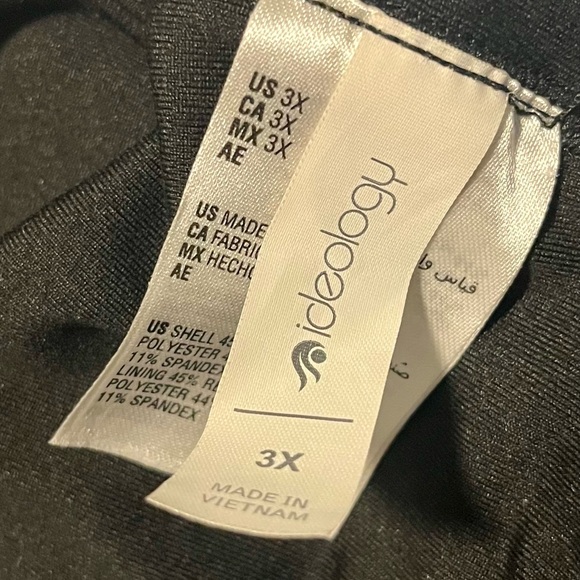 US 3X
CA 3X
MX 3X
AE
US MADE
CA FABRIC
MX HECHO
AE
قياس
US SHELL 45
POLYESTER
11% SPANDEX
LINING 45%
POLYESTER 44
11% SPANDEX
ideology
3X
MADE IN
VIETNAM